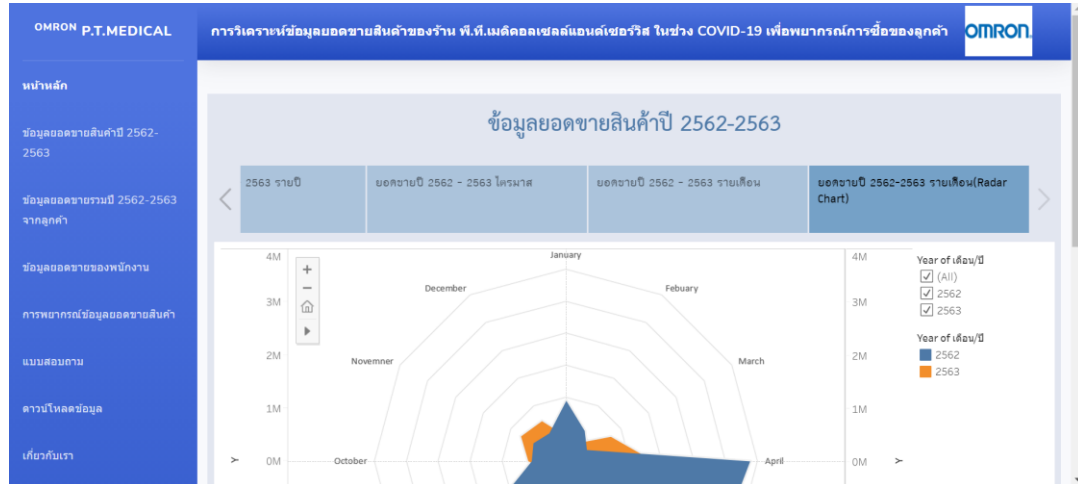 OMRON P.T.MEDICAL
การวิเคราะห์ข้อมูลยอดขายสินค้าของร้าน พี.ที.เมดิคอลเซลล์แอนด์เซอร์วิส ในช่วง COVID-19 เพื่อพยากรณ์การซื้อของลูกค้า
OMRON
หน้าหลัก
ข้อมูลยอดขายสินค้าปี 2562-
2563
ข้อมูลยอดขายรวมปี 2562-2563
จากลูกค้า
ข้อมูลยอดขายของพนักงาน
การพยากรณ์ข้อมูลยอดขายสินค้า
แบบสอบถาม
ดาวน์โหลดข้อมูล
เกี่ยวกับเรา
ข้อมูลยอดขายสินค้าปี 2562-2563
2563 รายปี
ยอดขายปี 2562 - 2563 ไตรมาส
ยอดขายปี 2562 - 2563 รายเดือน
ยอดขายปี 2562-2563 รายเดือน(Radar
Chart)
4M
3M
2M
1M
0M
Y
January
Febuary
March
April
October
Novemner
December
4M
3M
2M
1M
0M
Y
Year of เดือน/ปี
(All)
2562
2563
Year of เดือน/ปี
2562
2563